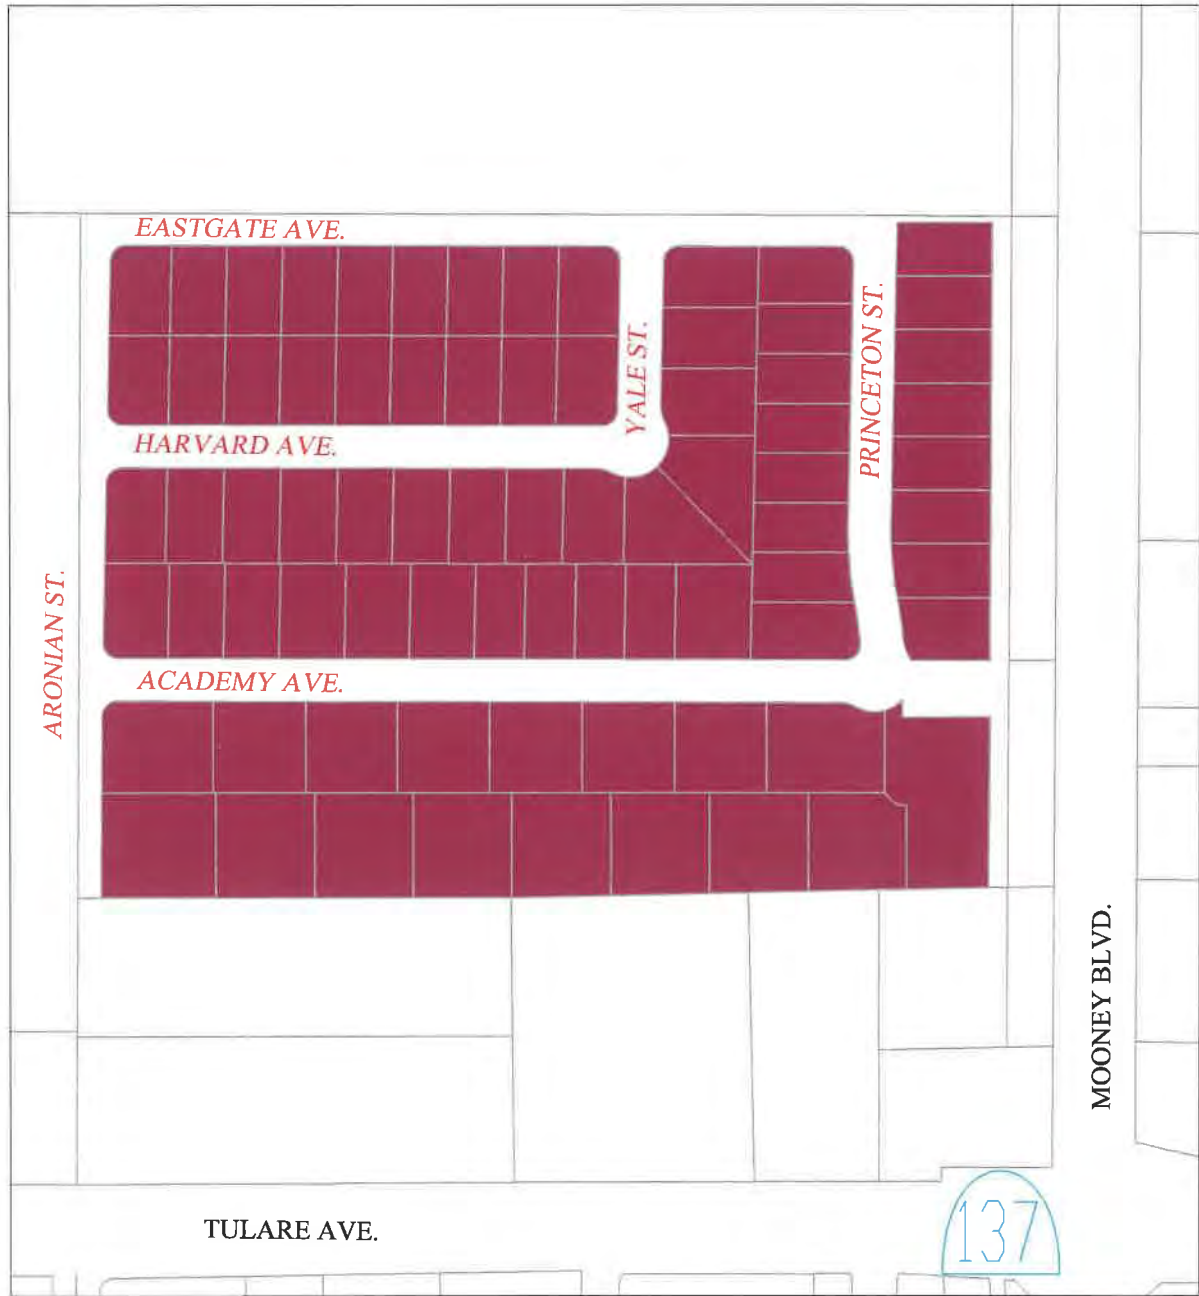 EASTGATE AVE.
YALE ST.
PRINCETON ST.
HARVARD AVE.
ARONIAN ST.
ACADEMY AVE.
MOONEY BLVD.
TULARE AVE.
137